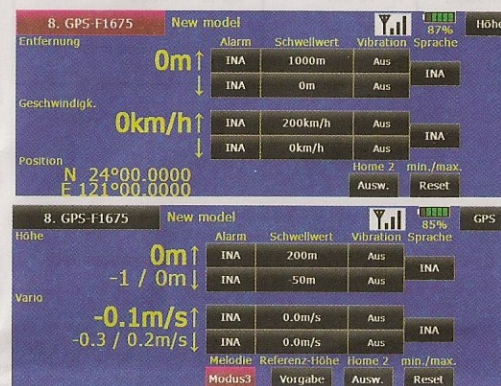 8. GPS-F1675 New model 87% Höhe
Entfernung Alarm Schwellwert Vibration Sprache
0m↑ INA 1000m Aus INA
↓ INA 0m Aus
Geschwindigk.
0km/h↑ INA 200km/h Aus INA
↓ INA 0km/h Aus
Position Home 2 min./max.
N 24°00.0000
E 121°00.0000 Ausw. Reset
8. GPS-F1675 New model 85% GPS
Höhe Alarm Schwellwert Vibration Sprache
0m↑ INA 200m Aus INA
-1 / 0m↓ INA -50m Aus
Vario
-0.1m/s↑ INA 0.0m/s Aus INA
-0.3 / 0.2m/s↓ INA 0.0m/s Aus
Melodie Referenz-Höhe Home 2 min./max.
Modus3 Vorgabe Ausw. Reset